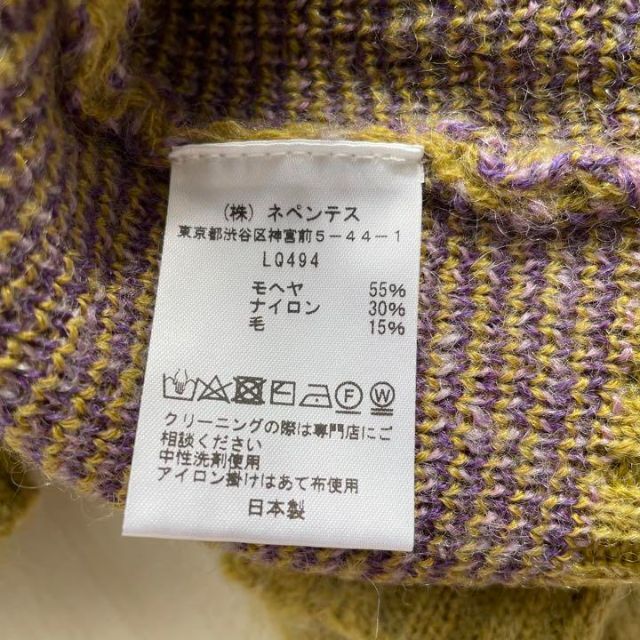 (株) ネペンテス
東京都渋谷区神宮前5-44-1
LQ494
モヘヤ 55%
ナイロン 30%
毛 15%
F W
クリーニングの際は専門店にご
相談ください
中性洗剤使用
アイロン掛けはあて布使用
日本製